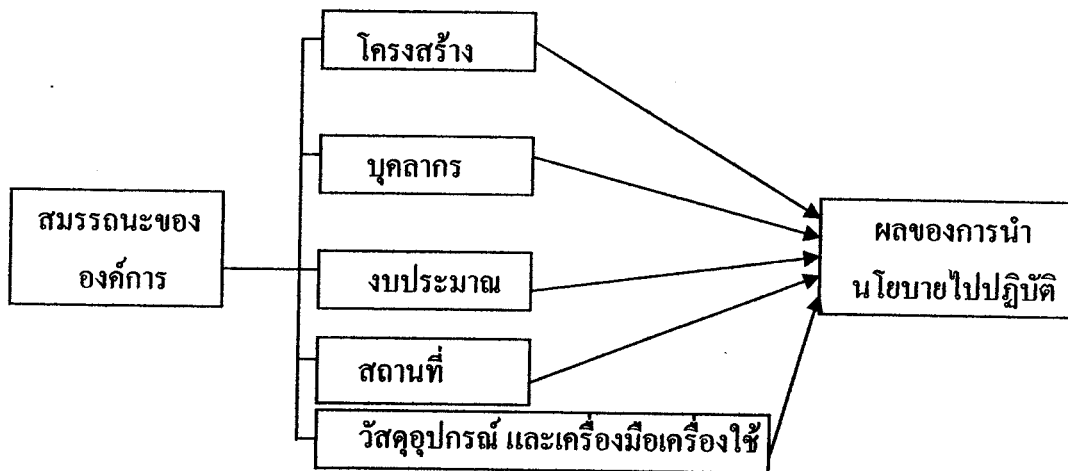 โครงสร้าง
บุคลากร
สมรรถนะของ
องค์การ
งบประมาณ
สถานที่
วัสดุอุปกรณ์ และเครื่องมือเครื่องใช้
ผลของการนำ
นโยบายไปปฏิบัติ